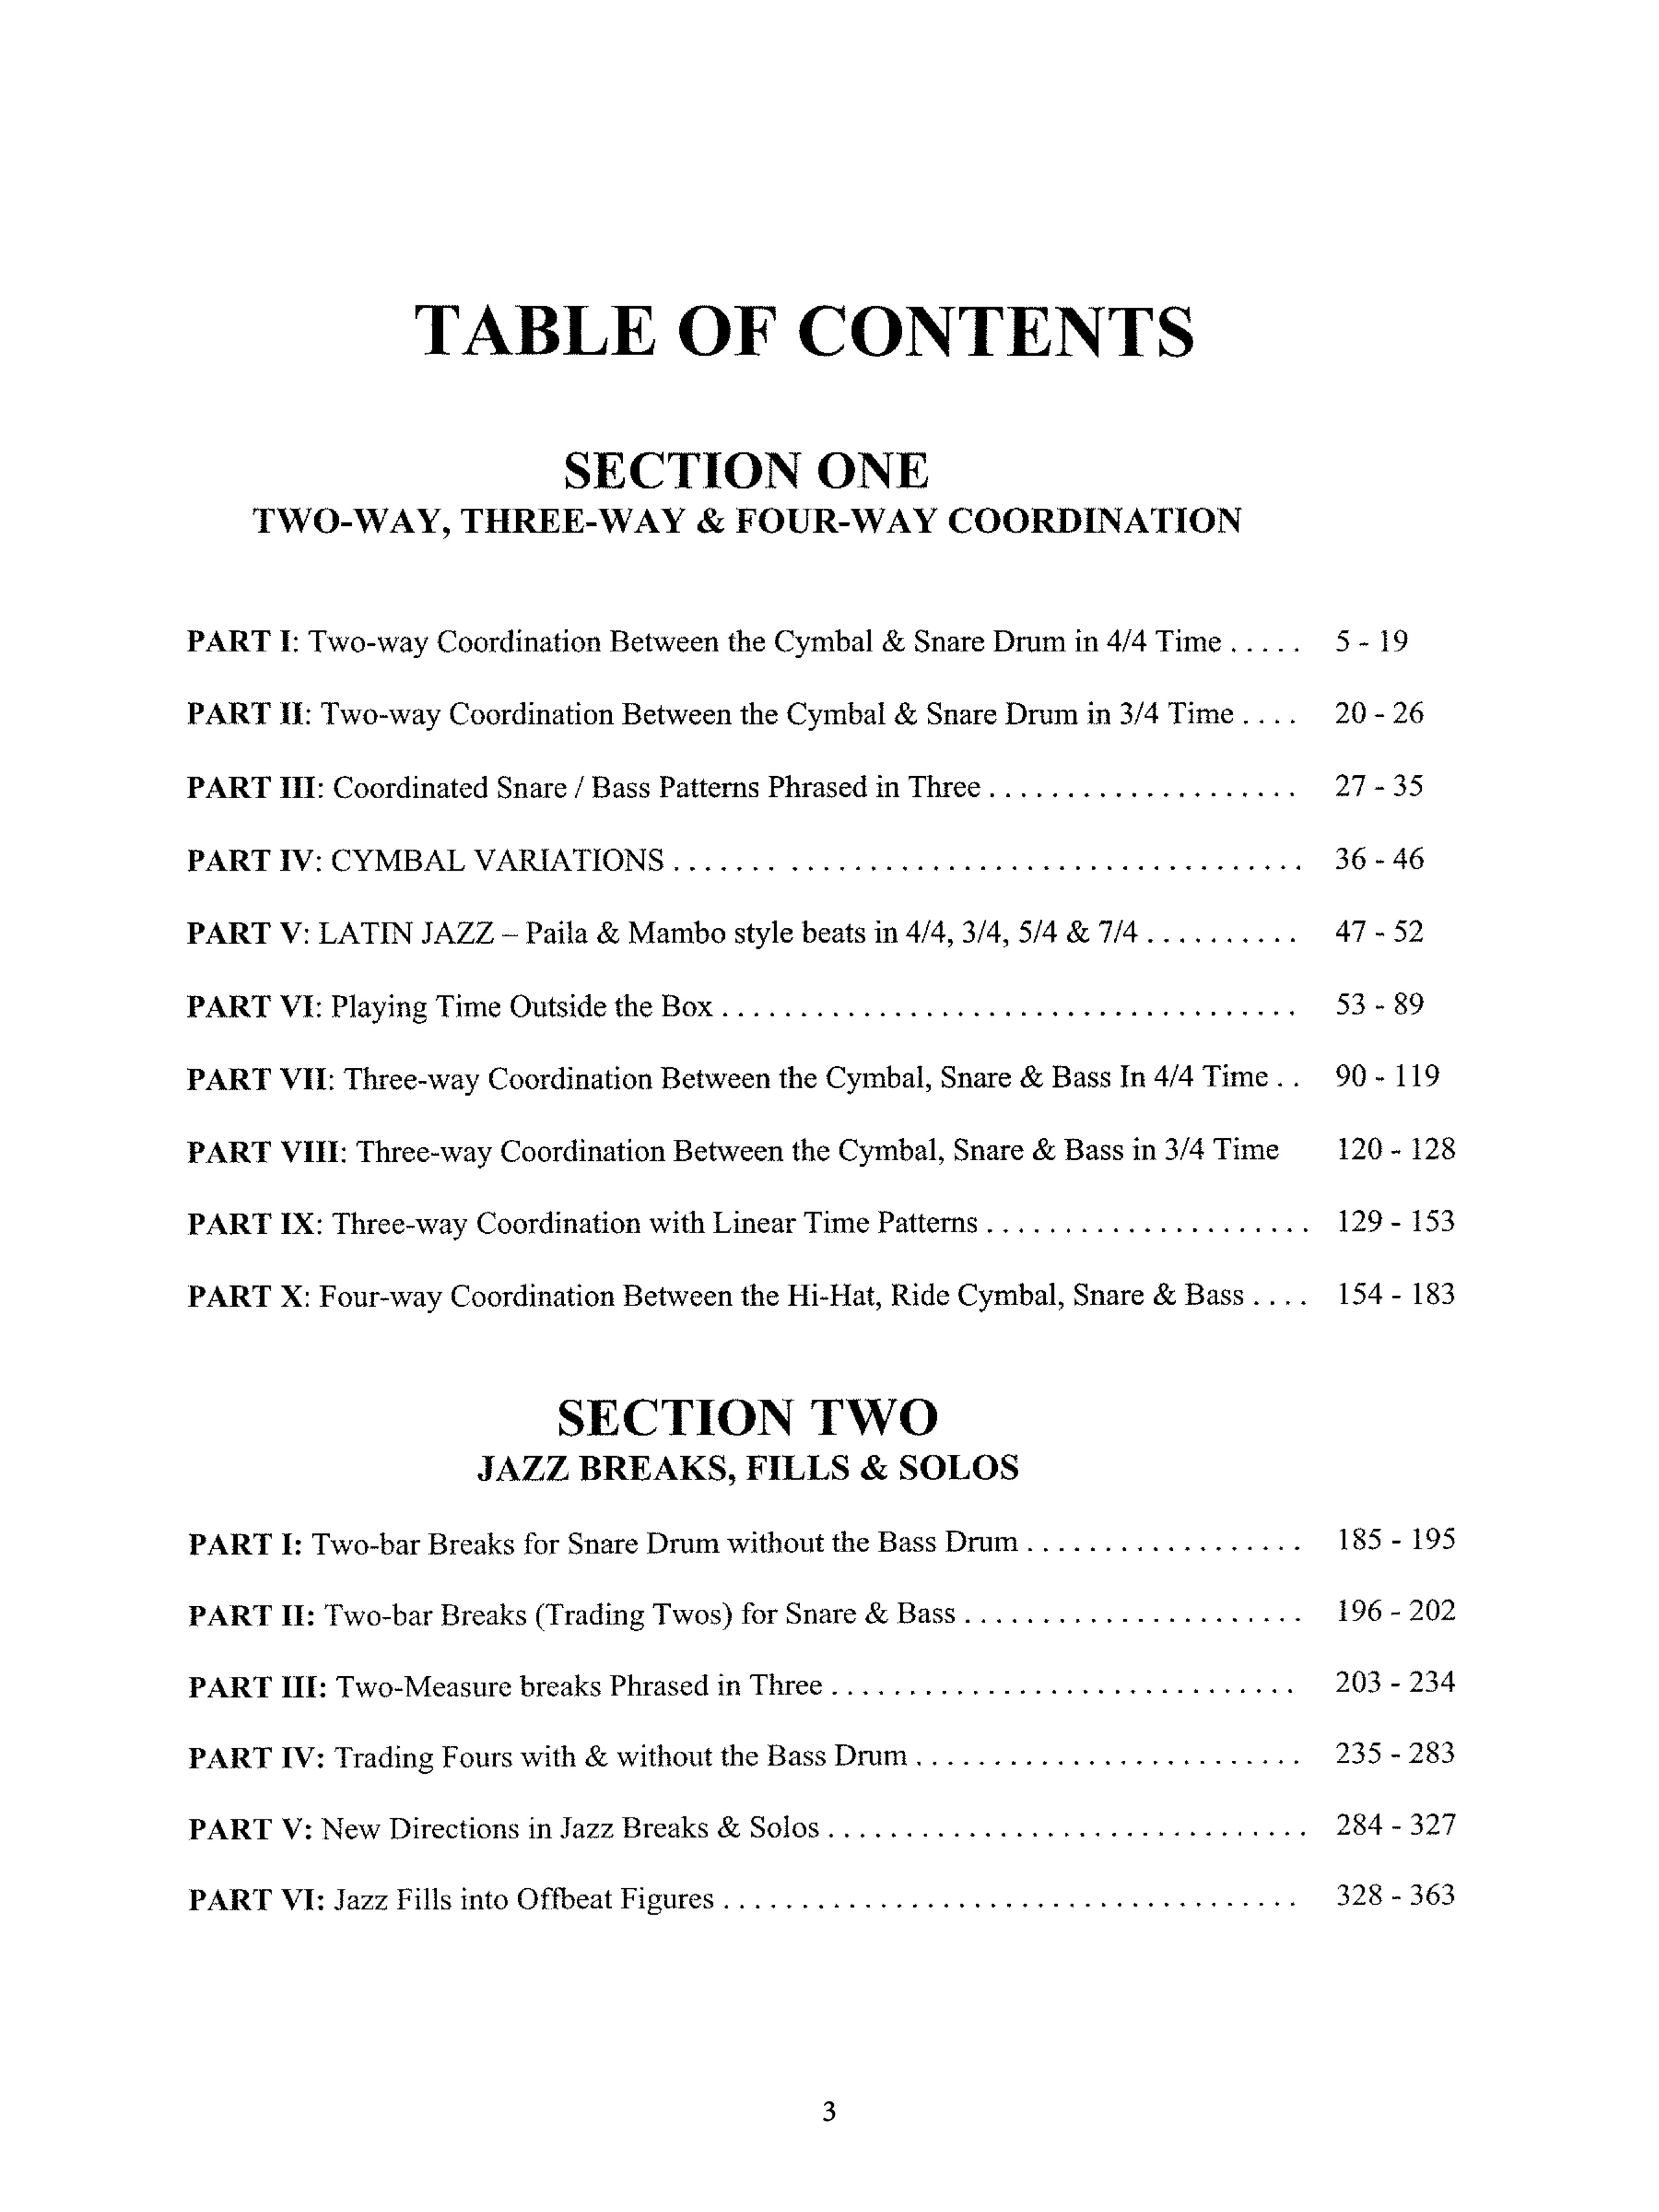 TABLE OF CONTENTS
SECTION ONE
TWO-WAY, THREE-WAY & FOUR-WAY COORDINATION
PART I: Two-way Coordination Between the Cymbal & Snare Drum in 4/4 Time ..... 5 - 19
PART II: Two-way Coordination Between the Cymbal & Snare Drum in 3/4 Time .... 20 - 26
PART III: Coordinated Snare / Bass Patterns Phrased in Three .................... 27 - 35
PART IV: CYMBAL VARIATIONS ....... ................................. 36 - 46
PART V: LATIN JAZZ – Paila & Mambo style beats in 4/4, 3/4, 5/4 & 7/4 .......... 47 - 52
PART VI: Playing Time Outside the Box ..................................... 53 - 89
PART VII: Three-way Coordination Between the Cymbal, Snare & Bass In 4/4 Time .. 90 - 119
PART VIII: Three-way Coordination Between the Cymbal, Snare & Bass in 3/4 Time 120 - 128
PART IX: Three-way Coordination with Linear Time Patterns ..................... 129 - 153
PART X: Four-way Coordination Between the Hi-Hat, Ride Cymbal, Snare & Bass .... 154 - 183
SECTION TWO
JAZZ BREAKS, FILLS & SOLOS
PART I: Two-bar Breaks for Snare Drum without the Bass Drum .................. 185 - 195
PART II: Two-bar Breaks (Trading Twos) for Snare & Bass ...................... 196 - 202
PART III: Two-Measure breaks Phrased in Three .............................. 203 - 234
PART IV: Trading Fours with & without the Bass Drum ......................... 235 - 283
PART V: New Directions in Jazz Breaks & Solos ............................... 284 - 327
PART VI: Jazz Fills into Offbeat Figures ..................................... 328 - 363
3